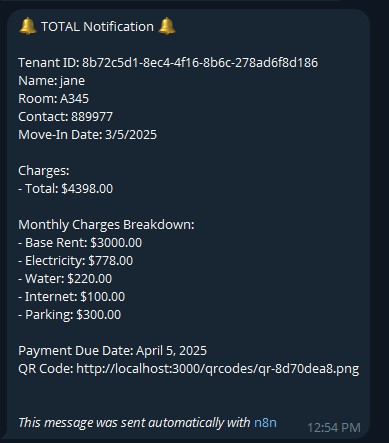 🔔 TOTAL Notification 🔔
Tenant ID: 8b72c5d1-8ec4-4f16-8b6c-278ad6f8d186
Name: jane
Room: A345
Contact: 889977
Move-In Date: 3/5/2025
Charges:
- Total: $4398.00
Monthly Charges Breakdown:
- Base Rent: $3000.00
- Electricity: $778.00
- Water: $220.00
- Internet: $100.00
- Parking: $300.00
Payment Due Date: April 5, 2025
QR Code: http://localhost:3000/qrcodes/qr-8d70dea8.png
This message was sent automatically with n8n
12:54 PM